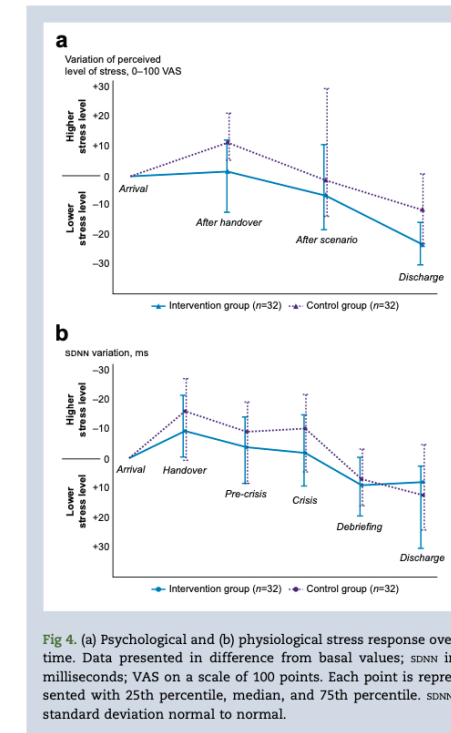 a
Variation of perceived
level of stress, 0–100 VAS
+30
+20
+10
0
–10
–20
–30
Higher
stress level
Lower
stress level
Arrival
After handover
After scenario
Discharge
Intervention group (n=32) Control group (n=32)
b
SDNN variation, ms
–30
–20
–10
0
+10
+20
+30
Higher
stress level
Lower
stress level
Arrival
Handover
Pre-crisis
Crisis
Debriefing
Discharge
Intervention group (n=32) Control group (n=32)
Fig 4. (a) Psychological and (b) physiological stress response ove
time. Data presented in difference from basal values; SDNN i
milliseconds; VAS on a scale of 100 points. Each point is repre
sented with 25th percentile, median, and 75th percentile. SDNN
standard deviation normal to normal.